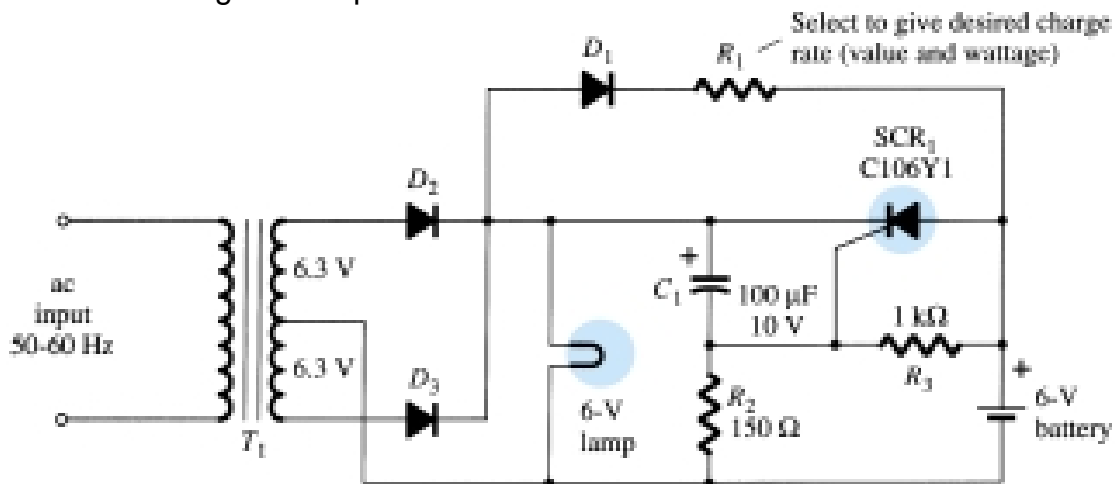 Select to give desired charge
rate (value and wattage)
D1
R1
SCR1
C106Y1
D2
6.3 V
ac
input
50-60 Hz
+
C1
100 μF
10 V
1 kΩ
R3
6.3 V
D3
6-V
lamp
R2
150 Ω
+
6-V
battery
T1